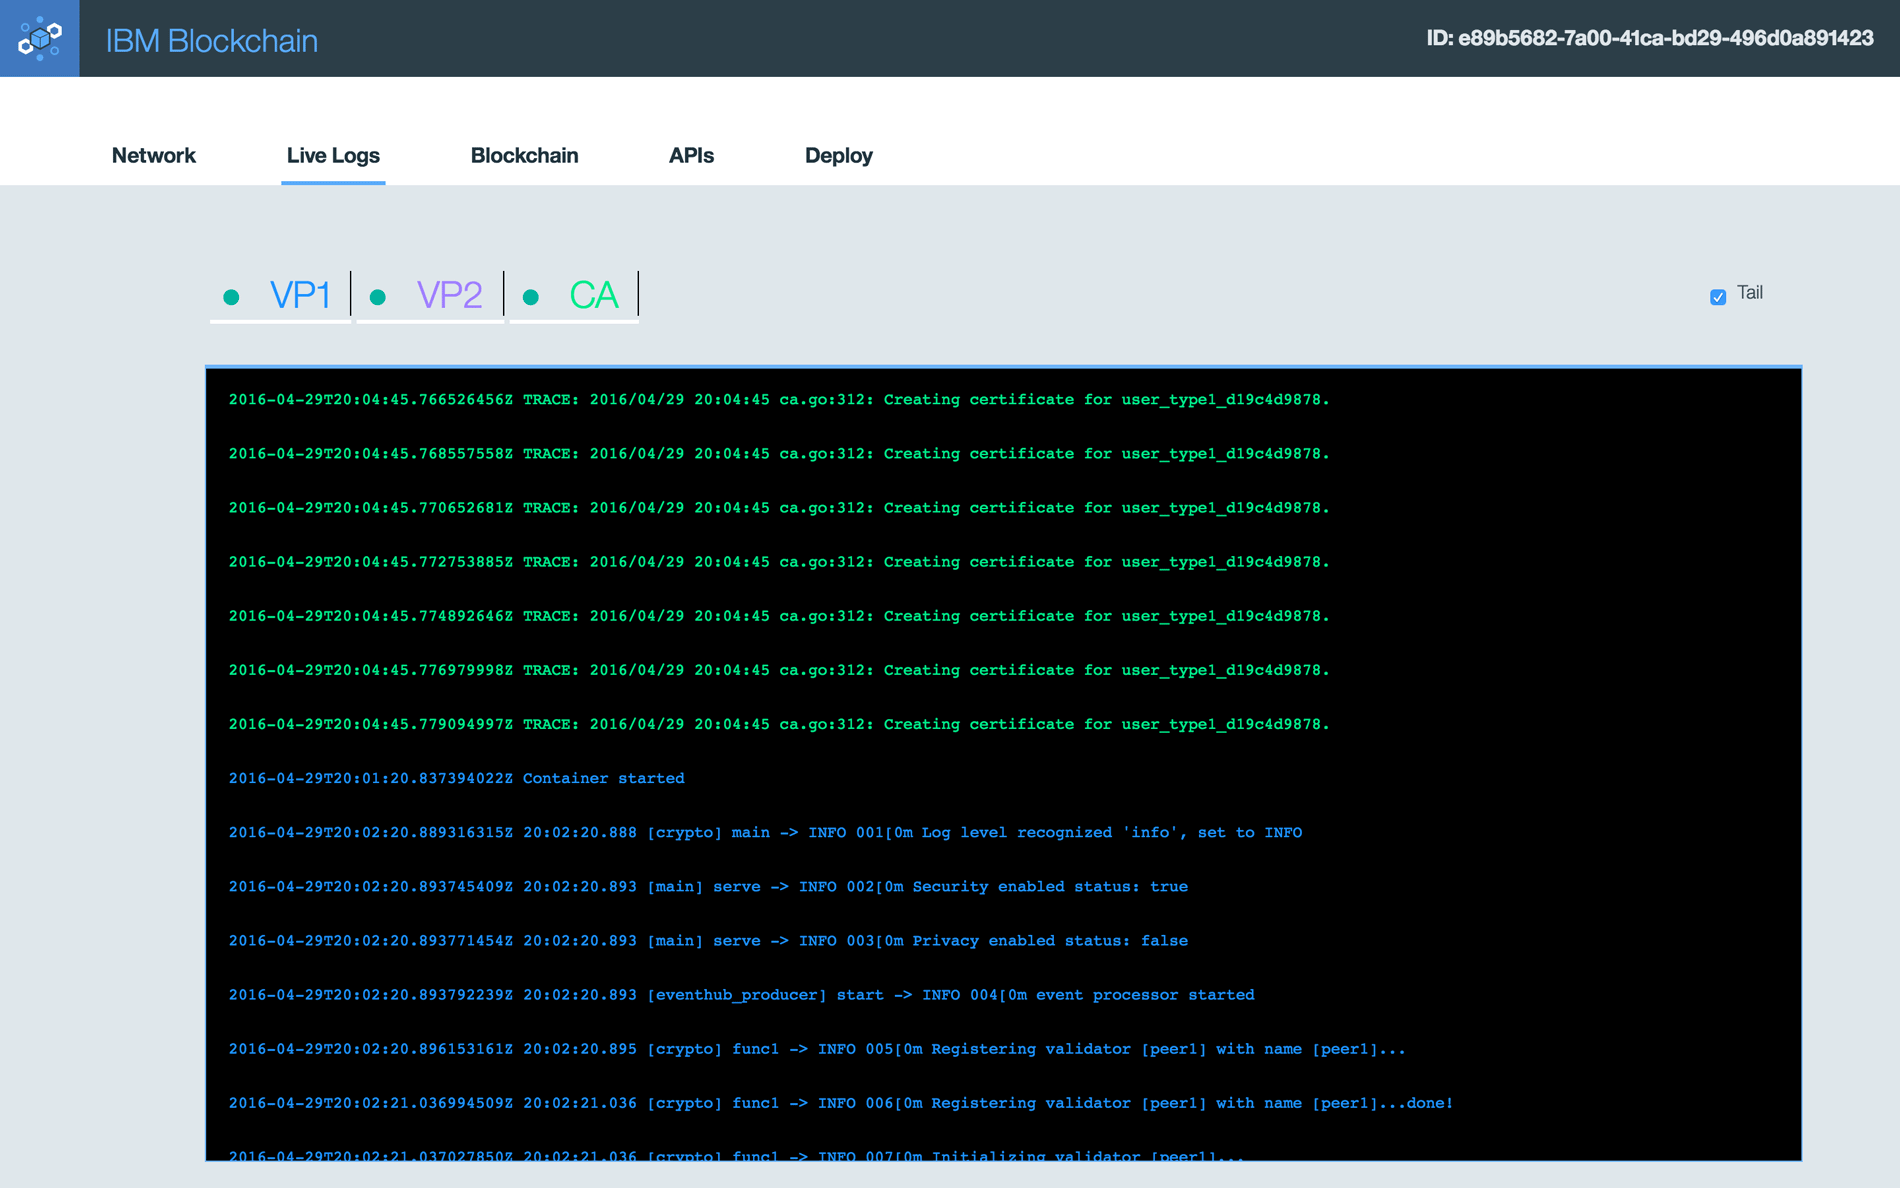 IBM Blockchain
ID: e89b5682-7a00-41ca-bd29-496d0a891423
Network Live Logs Blockchain APIs Deploy
VP1 VP2 CA Tail
2016-04-29T20:04:45.766526456Z TRACE: 2016/04/29 20:04:45 ca.go:312: Creating certificate for user_type1_d19c4d9878.
2016-04-29T20:04:45.768557558Z TRACE: 2016/04/29 20:04:45 ca.go:312: Creating certificate for user_type1_d19c4d9878.
2016-04-29T20:04:45.770652681Z TRACE: 2016/04/29 20:04:45 ca.go:312: Creating certificate for user_type1_d19c4d9878.
2016-04-29T20:04:45.772753885Z TRACE: 2016/04/29 20:04:45 ca.go:312: Creating certificate for user_type1_d19c4d9878.
2016-04-29T20:04:45.774892646Z TRACE: 2016/04/29 20:04:45 ca.go:312: Creating certificate for user_type1_d19c4d9878.
2016-04-29T20:04:45.776979998Z TRACE: 2016/04/29 20:04:45 ca.go:312: Creating certificate for user_type1_d19c4d9878.
2016-04-29T20:04:45.779094997Z TRACE: 2016/04/29 20:04:45 ca.go:312: Creating certificate for user_type1_d19c4d9878.
2016-04-29T20:01:20.837394022Z Container started
2016-04-29T20:02:20.889316315Z 20:02:20.888 [crypto] main -> INFO 001[0m Log level recognized 'info', set to INFO
2016-04-29T20:02:20.893745409Z 20:02:20.893 [main] serve -> INFO 002[0m Security enabled status: true
2016-04-29T20:02:20.893771454Z 20:02:20.893 [main] serve -> INFO 003[0m Privacy enabled status: false
2016-04-29T20:02:20.893792239Z 20:02:20.893 [eventhub_producer] start -> INFO 004[0m event processor started
2016-04-29T20:02:20.896153161Z 20:02:20.895 [crypto] func1 -> INFO 005[0m Registering validator [peer1] with name [peer1]...
2016-04-29T20:02:21.036994509Z 20:02:21.036 [crypto] func1 -> INFO 006[0m Registering validator [peer1] with name [peer1]...done!
2016-04-29T20:02:21.037027850Z 20:02:21.036 [crypto] func1 -> INFO 007[0m Initializing validator [peer1]...